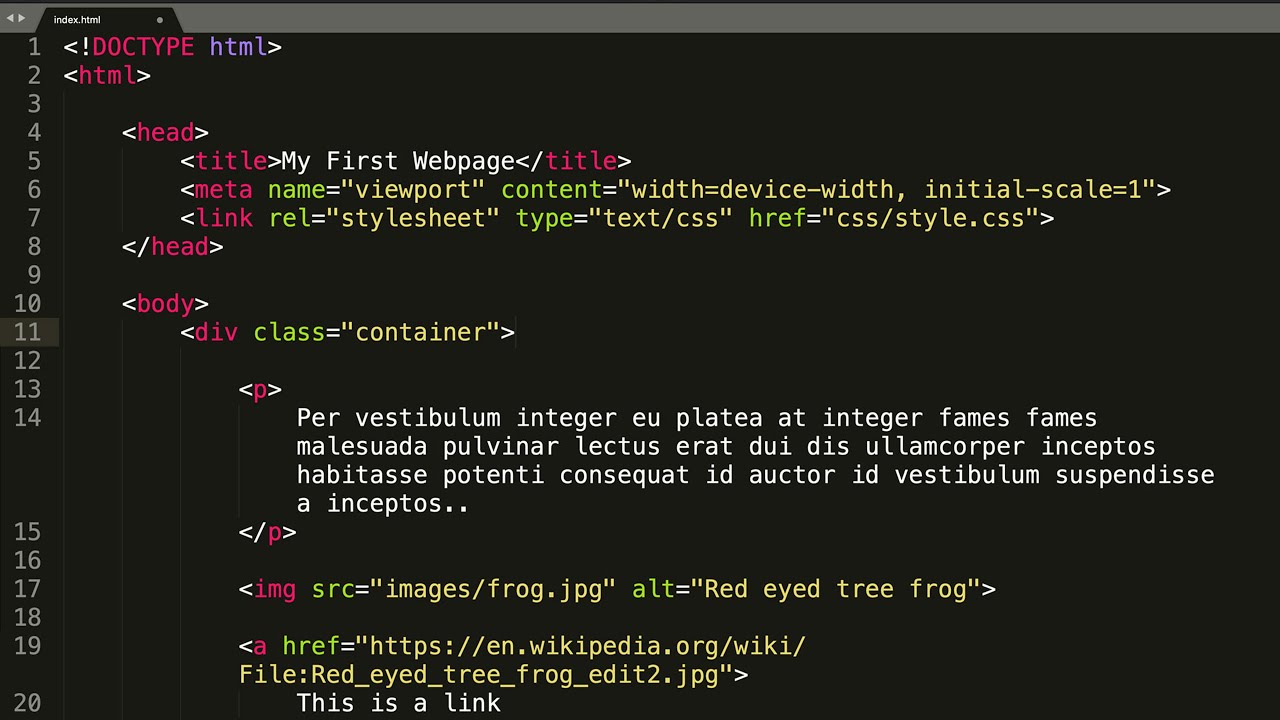 index.html
1 <!DOCTYPE html>
2 <html>
3
4 <head>
5 <title>My First Webpage</title>
6 <meta name="viewport" content="width=device-width, initial-scale=1">
7 <link rel="stylesheet" type="text/css" href="css/style.css">
8 </head>
9
10 <body>
11 <div class="container">
12
13 <p>
14 Per vestibulum integer eu platea at integer fames fames
malesuada pulvinar lectus erat dui dis ullamcorper inceptos
habitasse potenti consequat id auctor id vestibulum suspendisse
a inceptos..
15 </p>
16
17 <img src="images/frog.jpg" alt="Red eyed tree frog">
18
19 <a href="https://en.wikipedia.org/wiki/
File:Red_eyed_tree_frog_edit2.jpg">
20 This is a link